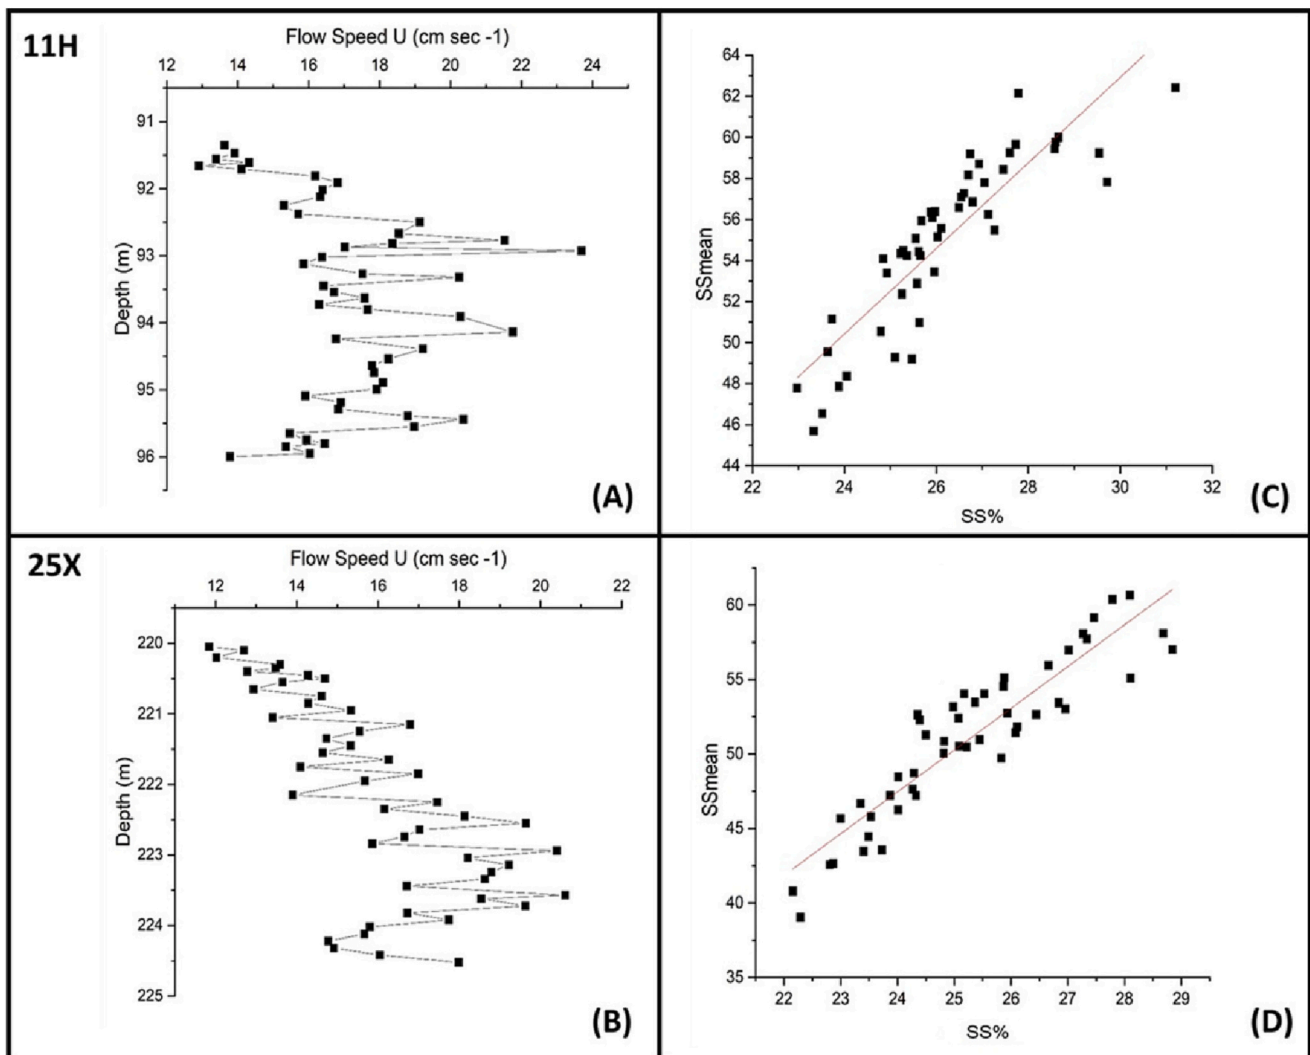 11H
Flow Speed U (cm sec -1)
12 14 16 18 20 22 24
Depth (m)
91
92
93
94
95
96
(A)
SSmean
64
62
60
58
56
54
52
50
48
46
44
22 24 26 28 30 32
SS%
(C)
25X
Flow Speed U (cm sec -1)
12 14 16 18 20 22
Depth (m)
220
221
222
223
224
225
(B)
SSmean
60
55
50
45
40
35
22 23 24 25 26 27 28 29
SS%
(D)